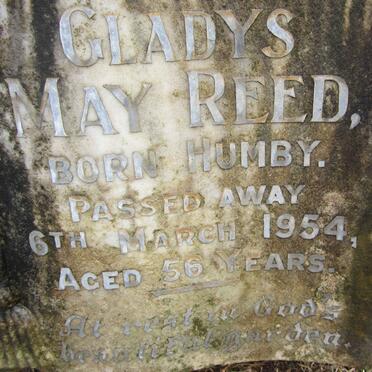 GLADYS
MAY REED,
BORN HUMBY.
PASSED AWAY
6TH MARCH 1954,
AGED 56 YEARS.
At rest in God's
beautiful garden.